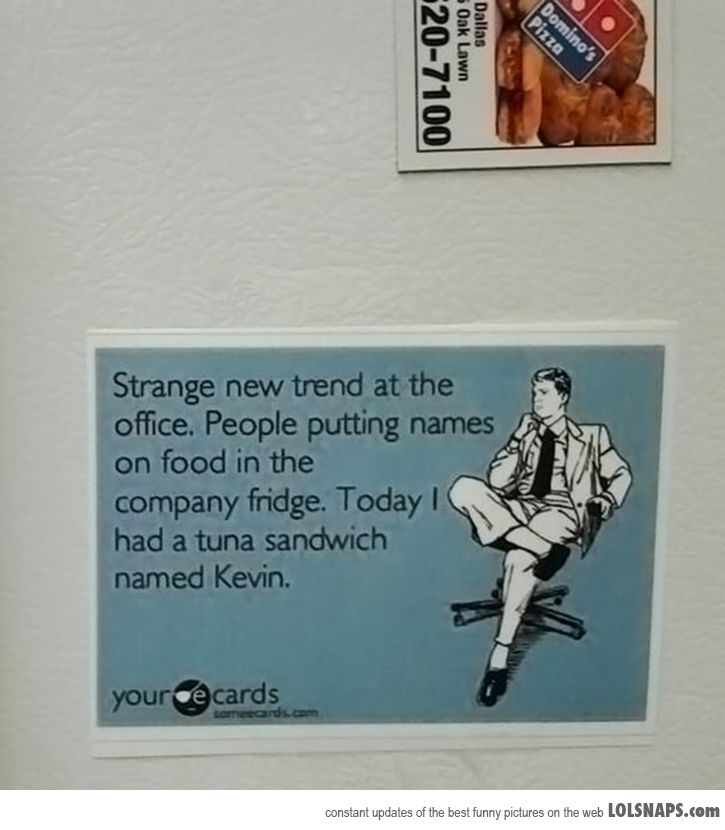 Dallas
Oak Lawn
20-7100
Domino's
Pizza
Strange new trend at the
office. People putting names
on food in the
company fridge. Today I
had a tuna sandwich
named Kevin.
your e cards
someecards.com
constant updates of the best funny pictures on the web LOLSNAPS.com